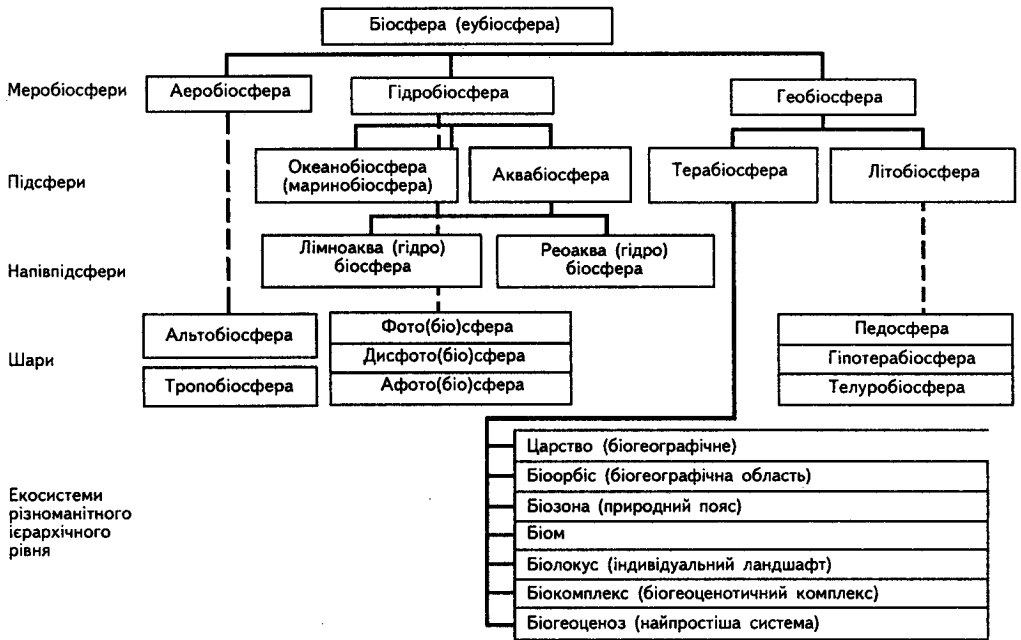 Біосфера (еубіосфера)
Меробіосфери
Аеробіосфера
Гідробіосфера
Геобіосфера
Підсфери
Океанобіосфера
(маринобіосфера)
Аквабіосфера
Терабіосфера
Літобіосфера
Напівпідсфери
Лімноаква (гідро)
біосфера
Реоаква (гідро)
біосфера
Шари
Альтобіосфера
Тропобіосфера
Фото(біо)сфера
Дисфото(біо)сфера
Афото(біо)сфера
Педосфера
Гіпотерабіосфера
Телуробіосфера
Екосистеми
різноманітного
ієрархічного
рівня
Царство (біогеографічне)
Біоорбіс (біогеографічна область)
Біозона (природний пояс)
Біом
Біолокус (індивідуальний ландшафт)
Біокомплекс (біогеоценотичний комплекс)
Біогеоценоз (найпростіша система)